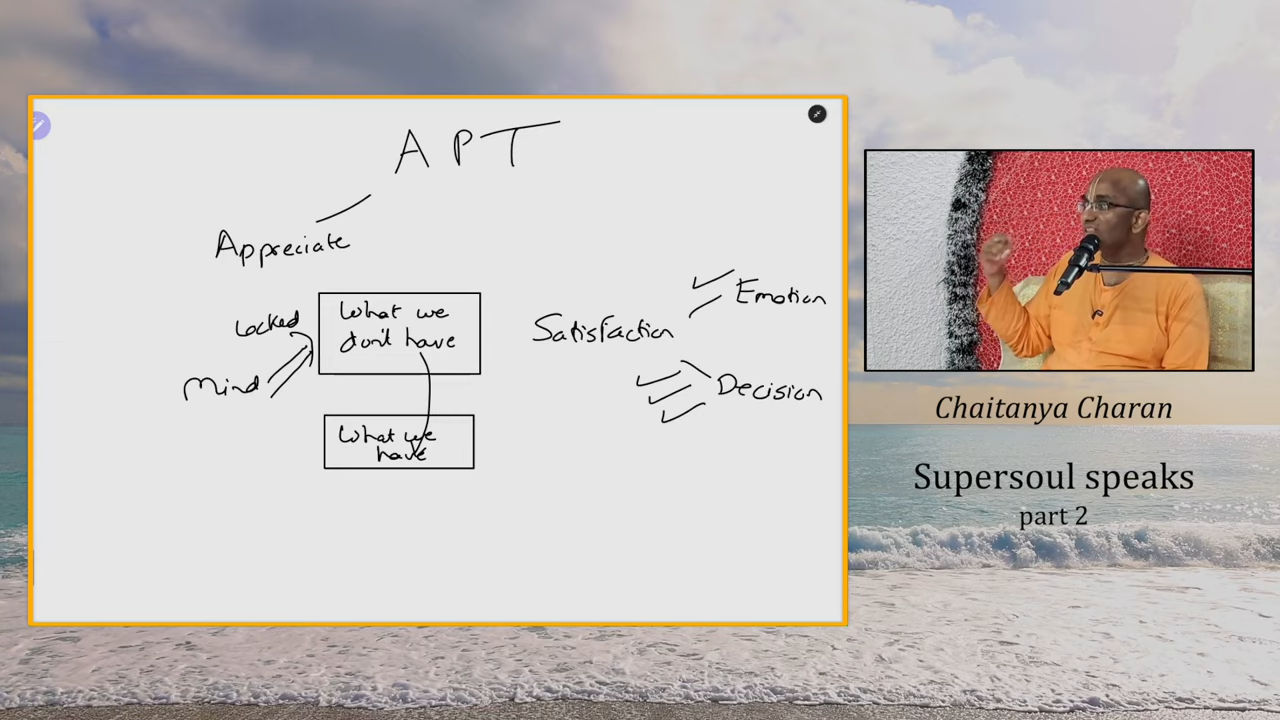 APT
Appreciate
Locked
Mind
What we
don't have
What we
have
Satisfaction
Emotion
Decision
Chaitanya Charan
Supersoul speaks
part 2